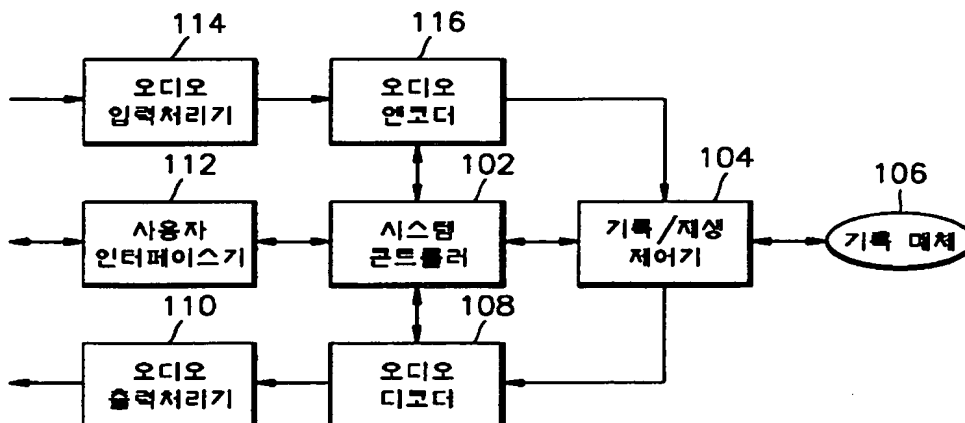 114
오디오
입력처리기
116
오디오
엔코더
112
사용자
인터페이스기
102
시스템
콘트롤러
104
기록/재생
제어기
106
기록 매체
110
오디오
출력처리기
108
오디오
디코더